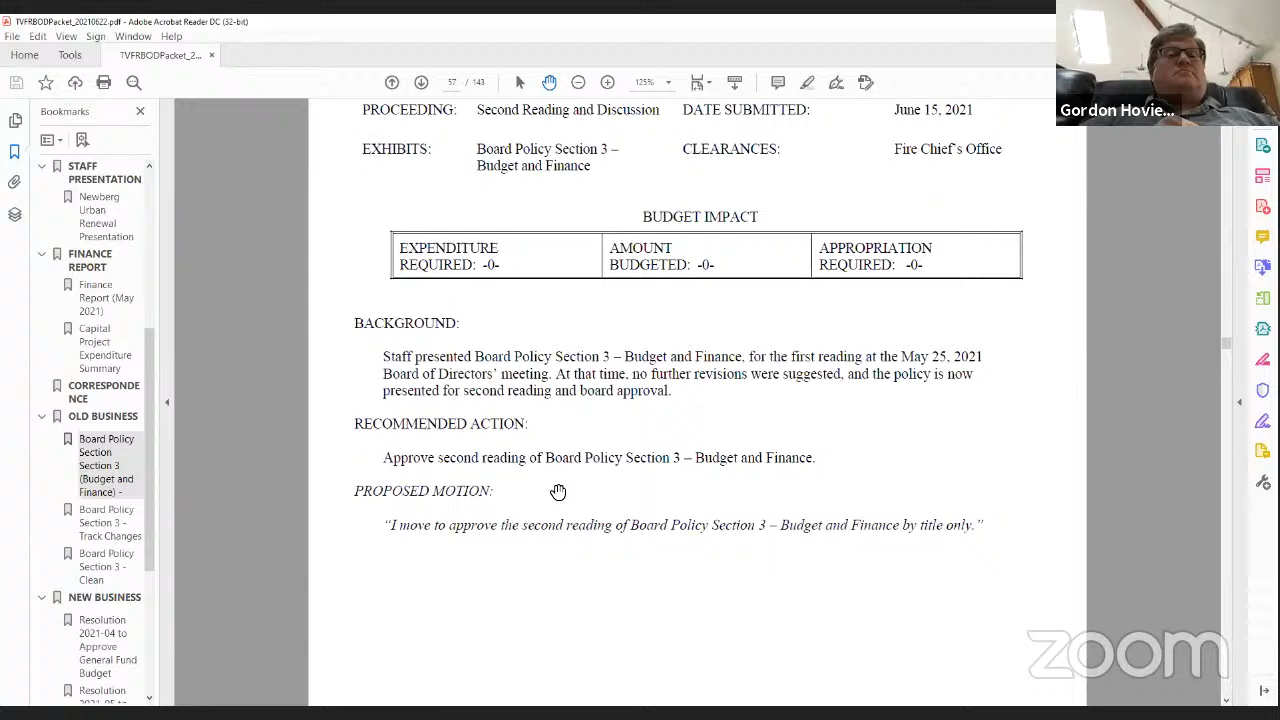 TVFRBODPacket_20210622.pdf - Adobe Acrobat Reader DC (32-bit)
File Edit View Sign Window Help
Home Tools TVFRBODPacket_2... ×
57 / 143 125%
Gordon Hovie...
Bookmarks
STAFF
PRESENTATION
Newberg
Urban
Renewal
Presentation
FINANCE
REPORT
Finance
Report (May
2021)
Capital
Project
Expenditure
Summary
CORRESPONDE
NCE
OLD BUSINESS
Board Policy
Section
Section 3
(Budget and
Finance) -
Board Policy
Section 3 -
Track Changes
Board Policy
Section 3 -
Clean
NEW BUSINESS
Resolution
2021-04 to
Approve
General Fund
Budget
Resolution
2021-05 to
PROCEEDING: Second Reading and Discussion DATE SUBMITTED: June 15, 2021
EXHIBITS: Board Policy Section 3 – CLEARANCES: Fire Chief's Office
Budget and Finance
BUDGET IMPACT
EXPENDITURE AMOUNT APPROPRIATION
REQUIRED: -0- BUDGETED: -0- REQUIRED: -0-
BACKGROUND:
Staff presented Board Policy Section 3 – Budget and Finance, for the first reading at the May 25, 2021
Board of Directors' meeting. At that time, no further revisions were suggested, and the policy is now
presented for second reading and board approval.
RECOMMENDED ACTION:
Approve second reading of Board Policy Section 3 – Budget and Finance.
PROPOSED MOTION:
“I move to approve the second reading of Board Policy Section 3 – Budget and Finance by title only.”
zoom